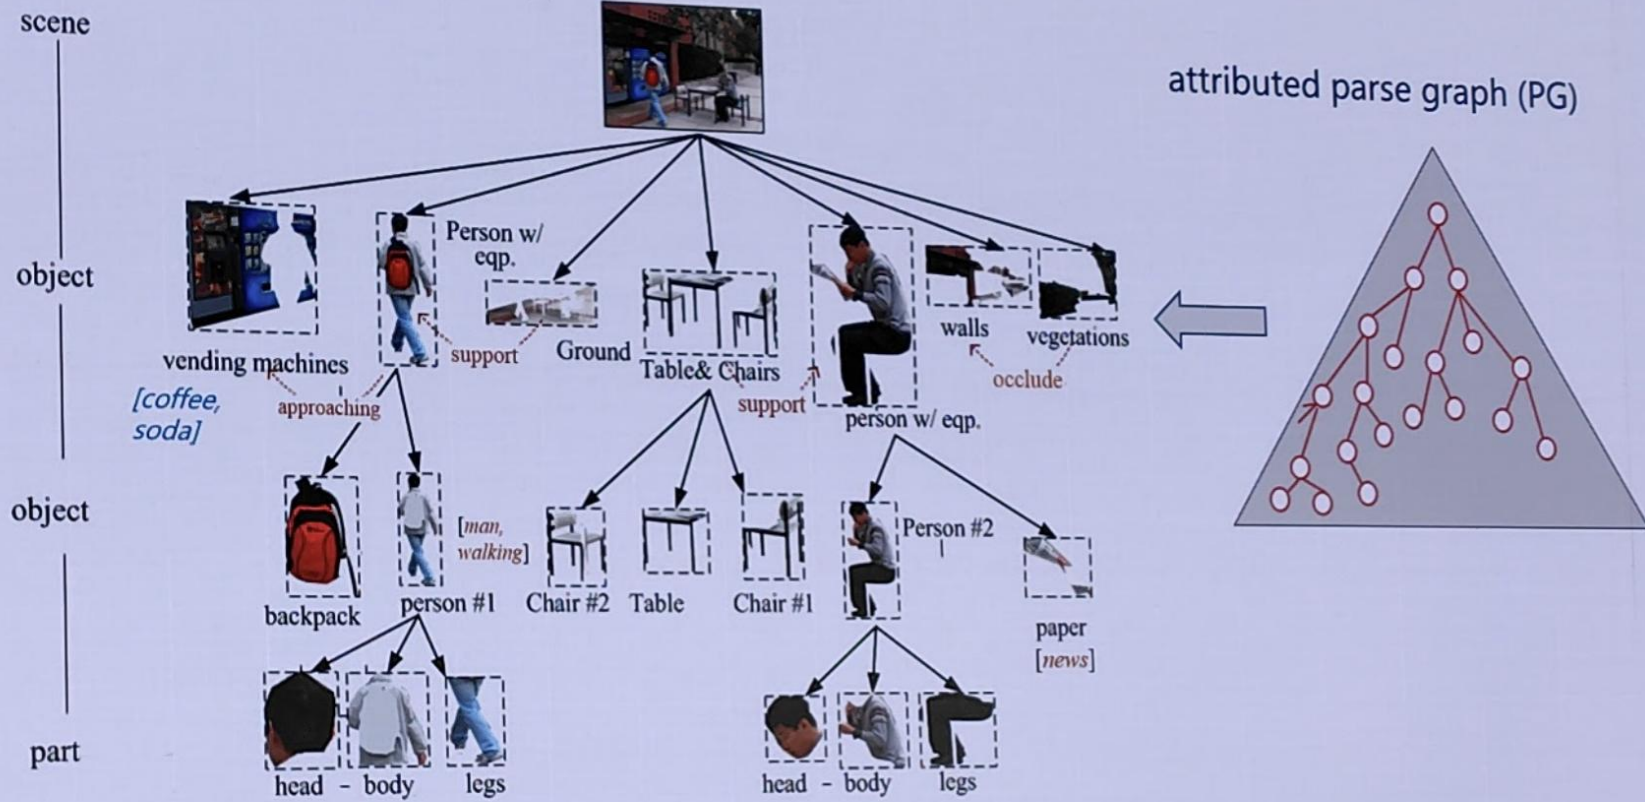 scene
attributed parse graph (PG)
object
Person w/
eqp.
support
Ground
vending machines
[coffee,
soda]
approaching
Table& Chairs
support
person w/ eqp.
walls
vegetations
occlude
object
backpack
person #1
[man,
walking]
Chair #2
Table
Chair #1
Person #2
paper
[news]
part
head - body
legs
head - body
legs